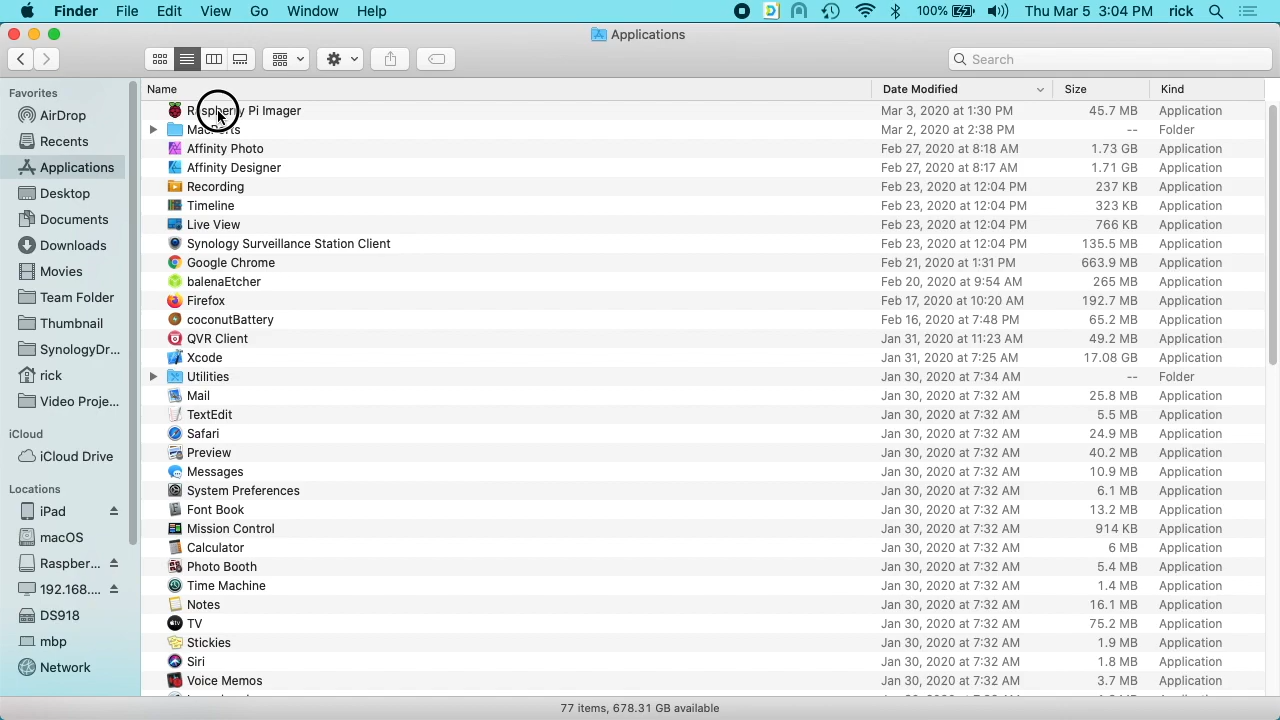 Finder File Edit View Go Window Help 100% Thu Mar 5 3:04 PM rick
Applications
Search
Favorites
AirDrop
Recents
Applications
Desktop
Documents
Downloads
Movies
Team Folder
Thumbnail
SynologyDr...
rick
Video Proje...
iCloud
iCloud Drive
Locations
iPad
macOS
Raspber...
192.168....
DS918
mbp
Network
Name Date Modified Size Kind
Raspberry Pi Imager Mar 3, 2020 at 1:30 PM 45.7 MB Application
MacPorts Mar 2, 2020 at 2:38 PM -- Folder
Affinity Photo Feb 27, 2020 at 8:18 AM 1.73 GB Application
Affinity Designer Feb 27, 2020 at 8:17 AM 1.71 GB Application
Recording Feb 23, 2020 at 12:04 PM 237 KB Application
Timeline Feb 23, 2020 at 12:04 PM 323 KB Application
Live View Feb 23, 2020 at 12:04 PM 766 KB Application
Synology Surveillance Station Client Feb 23, 2020 at 12:04 PM 135.5 MB Application
Google Chrome Feb 21, 2020 at 1:31 PM 663.9 MB Application
balenaEtcher Feb 20, 2020 at 9:54 AM 265 MB Application
Firefox Feb 17, 2020 at 10:20 AM 192.7 MB Application
coconutBattery Feb 16, 2020 at 7:48 PM 65.2 MB Application
QVR Client Jan 31, 2020 at 11:23 AM 49.2 MB Application
Xcode Jan 31, 2020 at 7:25 AM 17.08 GB Application
Utilities Jan 30, 2020 at 7:34 AM -- Folder
Mail Jan 30, 2020 at 7:32 AM 25.8 MB Application
TextEdit Jan 30, 2020 at 7:32 AM 5.5 MB Application
Safari Jan 30, 2020 at 7:32 AM 24.9 MB Application
Preview Jan 30, 2020 at 7:32 AM 40.2 MB Application
Messages Jan 30, 2020 at 7:32 AM 10.9 MB Application
System Preferences Jan 30, 2020 at 7:32 AM 6.1 MB Application
Font Book Jan 30, 2020 at 7:32 AM 13.2 MB Application
Mission Control Jan 30, 2020 at 7:32 AM 914 KB Application
Calculator Jan 30, 2020 at 7:32 AM 6 MB Application
Photo Booth Jan 30, 2020 at 7:32 AM 5.4 MB Application
Time Machine Jan 30, 2020 at 7:32 AM 1.4 MB Application
Notes Jan 30, 2020 at 7:32 AM 16.1 MB Application
TV Jan 30, 2020 at 7:32 AM 75.2 MB Application
Stickies Jan 30, 2020 at 7:32 AM 1.9 MB Application
Siri Jan 30, 2020 at 7:32 AM 1.8 MB Application
Voice Memos Jan 30, 2020 at 7:32 AM 3.7 MB Application
77 items, 678.31 GB available